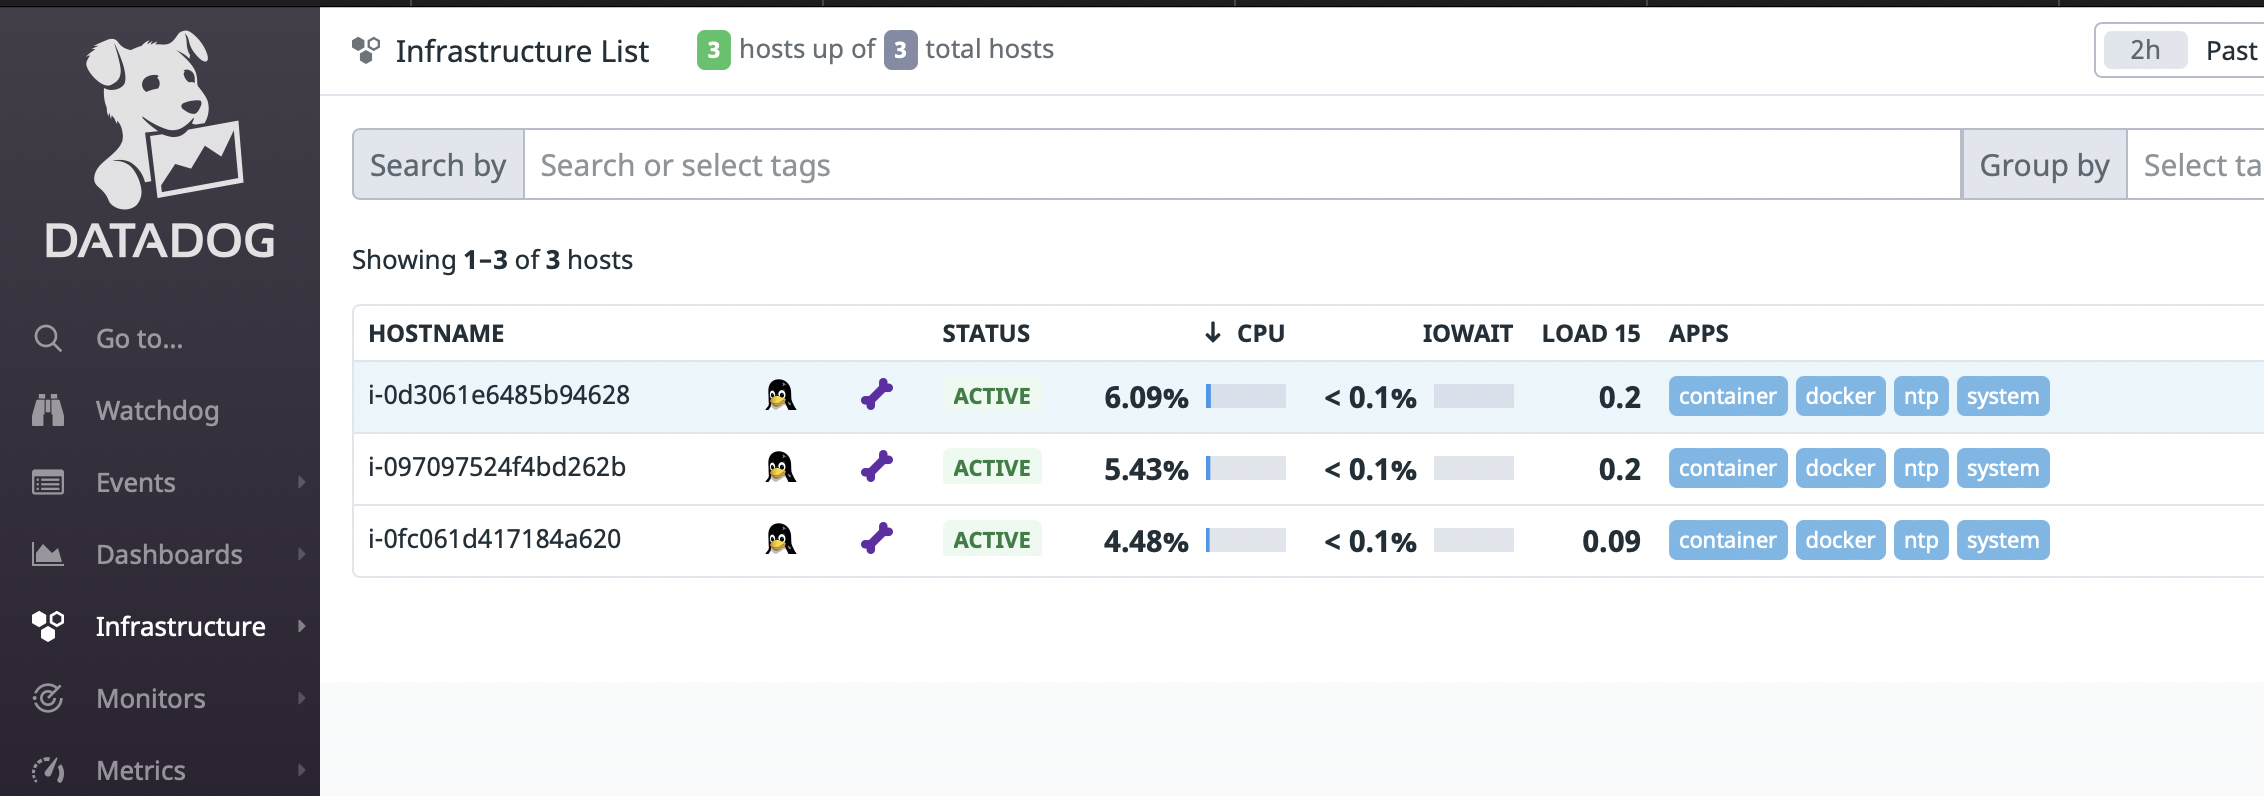 DATADOG
Go to...
Watchdog
Events
Dashboards
Infrastructure
Monitors
Metrics
Infrastructure List 3 hosts up of 3 total hosts 2h Past
Search by Search or select tags Group by Select ta
Showing 1–3 of 3 hosts
HOSTNAME STATUS ↓ CPU IOWAIT LOAD 15 APPS
i-0d3061e6485b94628 ACTIVE 6.09% < 0.1% 0.2 container docker ntp system
i-097097524f4bd262b ACTIVE 5.43% < 0.1% 0.2 container docker ntp system
i-0fc061d417184a620 ACTIVE 4.48% < 0.1% 0.09 container docker ntp system